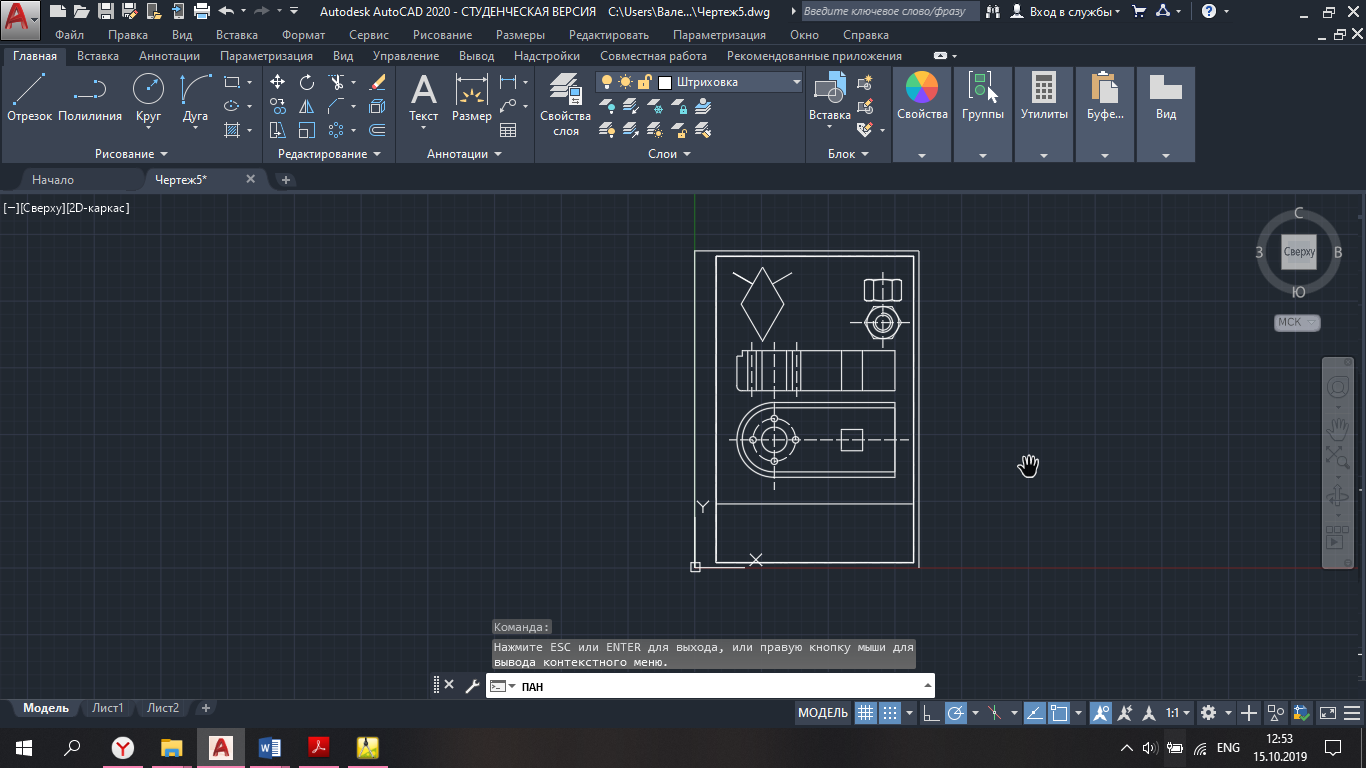 Autodesk AutoCAD 2020 - СТУДЕНЧЕСКАЯ ВЕРСИЯ C:\Users\Вале...\Чертеж5.dwg Введите ключевое слово/фразу Вход в службы
Файл Правка Вид Вставка Формат Сервис Рисование Размеры Редактировать Параметризация Окно Справка
Главная Вставка Аннотации Параметризация Вид Управление Вывод Надстройки Совместная работа Рекомендованные приложения
Штриховка
Отрезок Полилиния Круг Дуга Текст Размер Свойства слоя Вставка Свойства Группы Утилиты Буфе... Вид
Рисование Редактирование Аннотации Слои Блок
Начало Чертеж5*
[−][Сверху][2D-каркас]
С
З Сверху В
Ю
МСК
Y
X
Команда:
Нажмите ESC или ENTER для выхода, или правую кнопку мыши для
вывода контекстного меню.
ПАН
Модель Лист1 Лист2 МОДЕЛЬ 1:1
12:53
ENG
15.10.2019